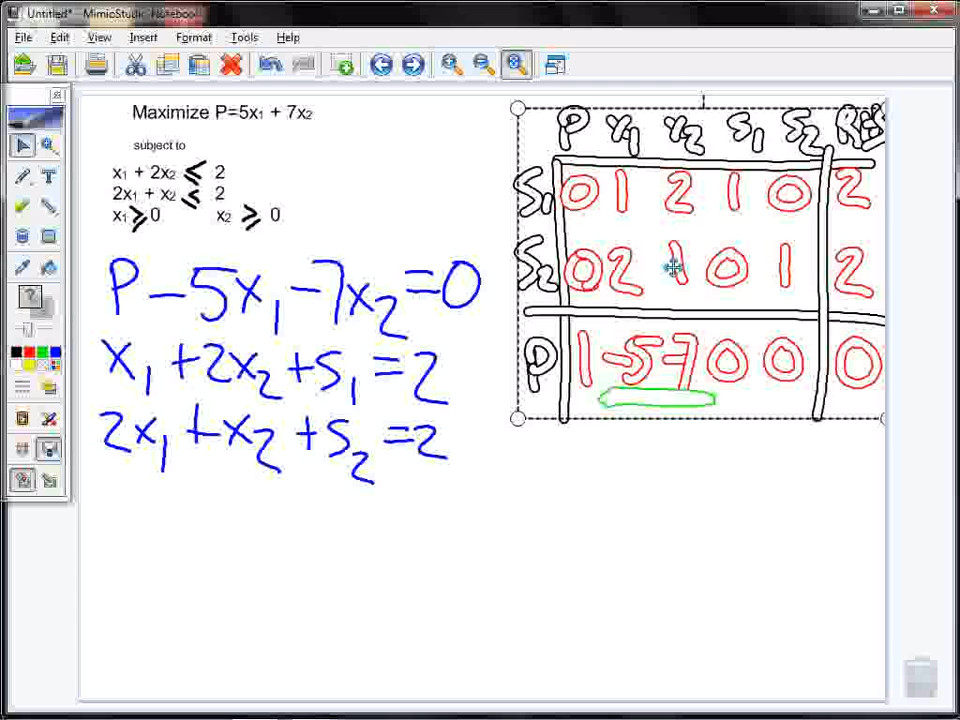 Untitled* - MimioStudio Notebook
File Edit View Insert Format Tools Help
Maximize P=5x₁ + 7x₂
subject to
x₁ + 2x₂ ≤ 2
2x₁ + x₂ ≤ 2
x₁ ≥ 0 x₂ ≥ 0
P - 5x₁ - 7x₂ = 0
x₁ + 2x₂ + S₁ = 2
2x₁ + x₂ + S₂ = 2
P x₁ x₂ S₁ S₂ RHS
S₁ 0 1 2 1 0 2
S₂ 0 2 1 0 1 2
P 1 -5 -7 0 0 0